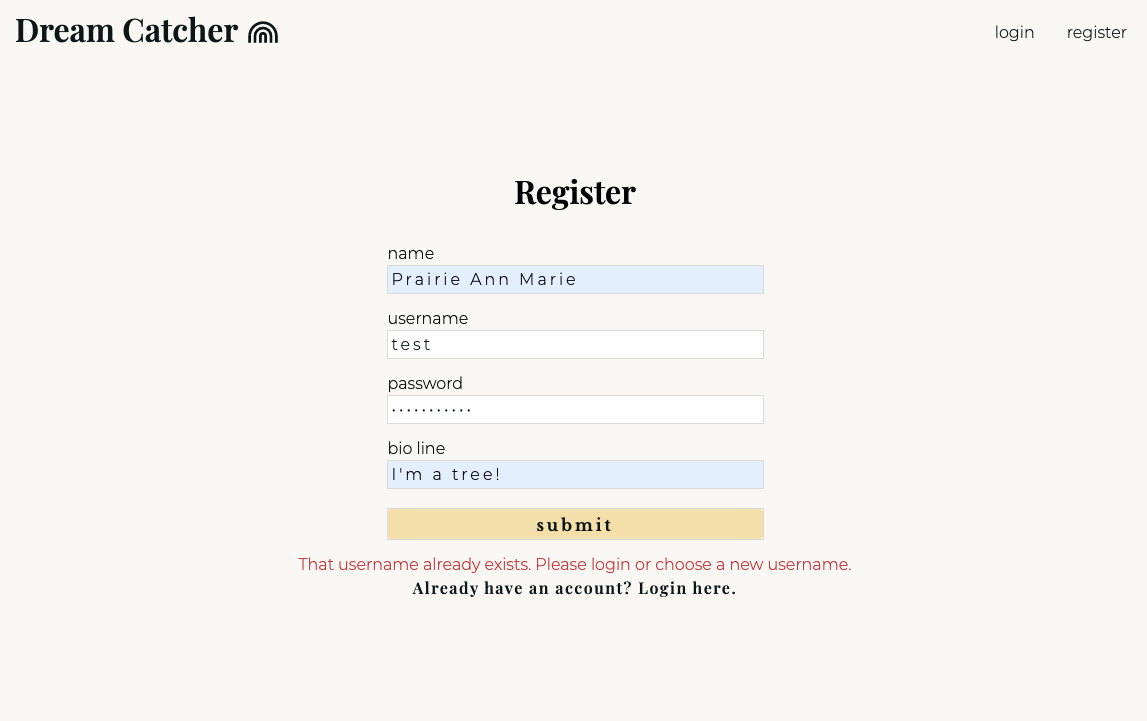 Dream Catcher
login register
Register
name
Prairie Ann Marie
username
test
password
•••••••••••
bio line
I'm a tree!
submit
That username already exists. Please login or choose a new username.
Already have an account? Login here.